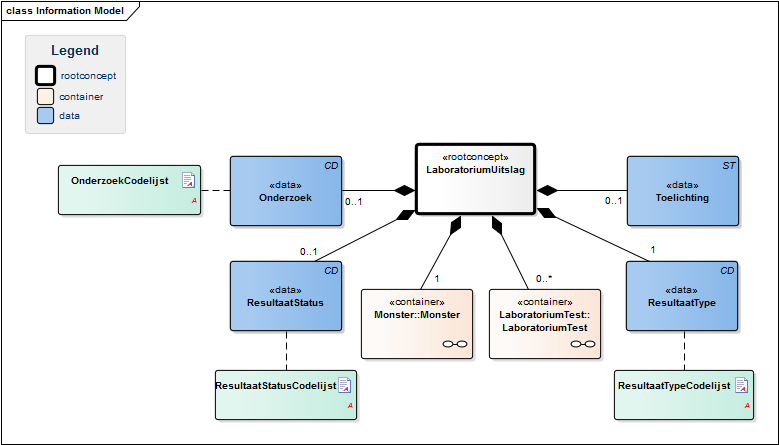 class Information Model
Legend
rootconcept
container
data
«rootconcept»
LaboratoriumUitslag
CD
«data»
Onderzoek
OnderzoekCodelijst
A
ST
«data»
Toelichting
0..1
0..1
0..1
1
0..*
1
CD
«data»
ResultaatStatus
«container»
Monster::Monster
«container»
LaboratoriumTest::
LaboratoriumTest
CD
«data»
ResultaatType
ResultaatStatusCodelijst
A
ResultaatTypeCodelijst
A